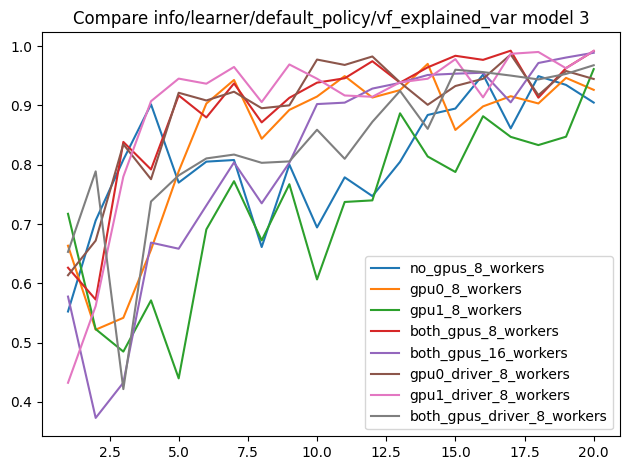 Compare info/learner/default_policy/vf_explained_var model 3
1.0
0.9
0.8
0.7
0.6
0.5
0.4
no_gpus_8_workers
gpu0_8_workers
gpu1_8_workers
both_gpus_8_workers
both_gpus_16_workers
gpu0_driver_8_workers
gpu1_driver_8_workers
both_gpus_driver_8_workers
2.5 5.0 7.5 10.0 12.5 15.0 17.5 20.0